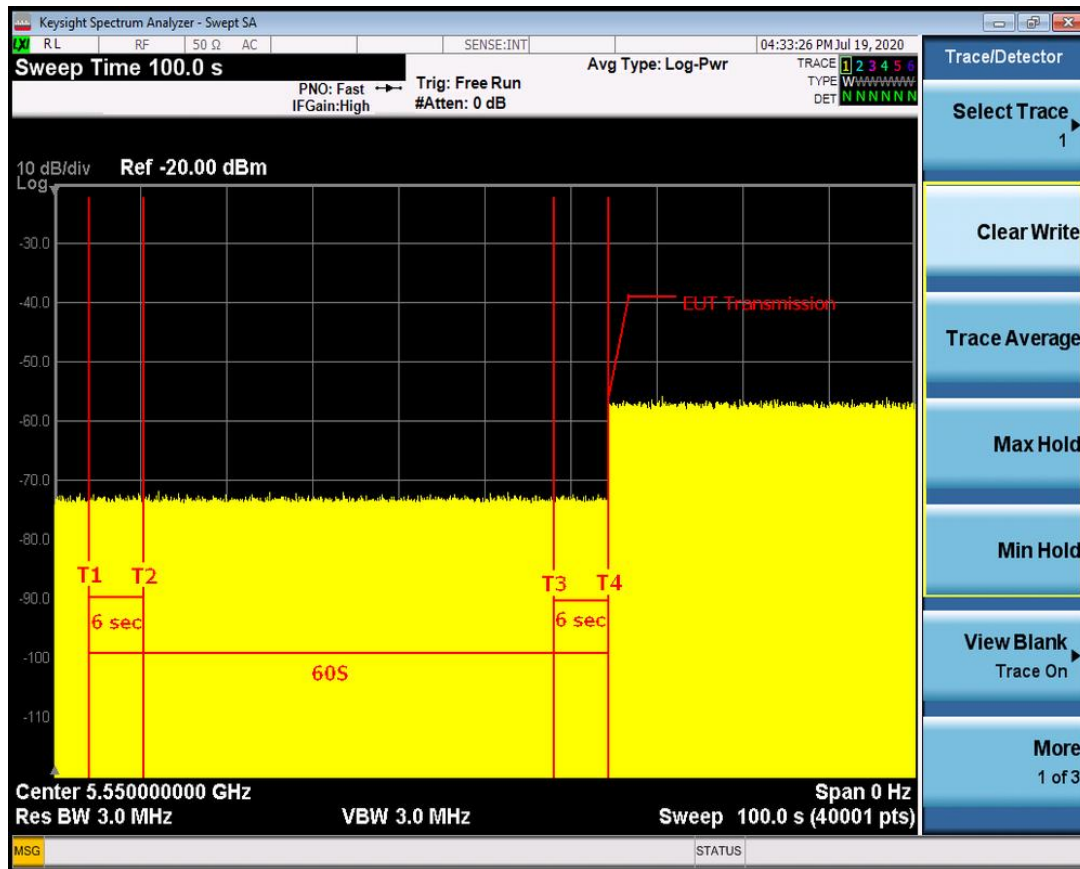 Keysight Spectrum Analyzer - Swept SA
LXI RL RF 50 Ω AC SENSE:INT 04:33:26 PM Jul 19, 2020
Sweep Time 100.0 s
PNO: Fast
IFGain:High
Trig: Free Run
#Atten: 0 dB
Avg Type: Log-Pwr
TRACE 1 2 3 4 5 6
TYPE WWWWWW
DET N N N N N N
10 dB/div Ref -20.00 dBm
Log
-30.0
-40.0
-50.0
-60.0
-70.0
-80.0
-90.0
-100
-110
EUT Transmission
T1 T2 T3 T4
6 sec 6 sec
60S
Center 5.550000000 GHz Span 0 Hz
Res BW 3.0 MHz VBW 3.0 MHz Sweep 100.0 s (40001 pts)
MSG STATUS
Trace/Detector
Select Trace
1
Clear Write
Trace Average
Max Hold
Min Hold
View Blank
Trace On
More
1 of 3